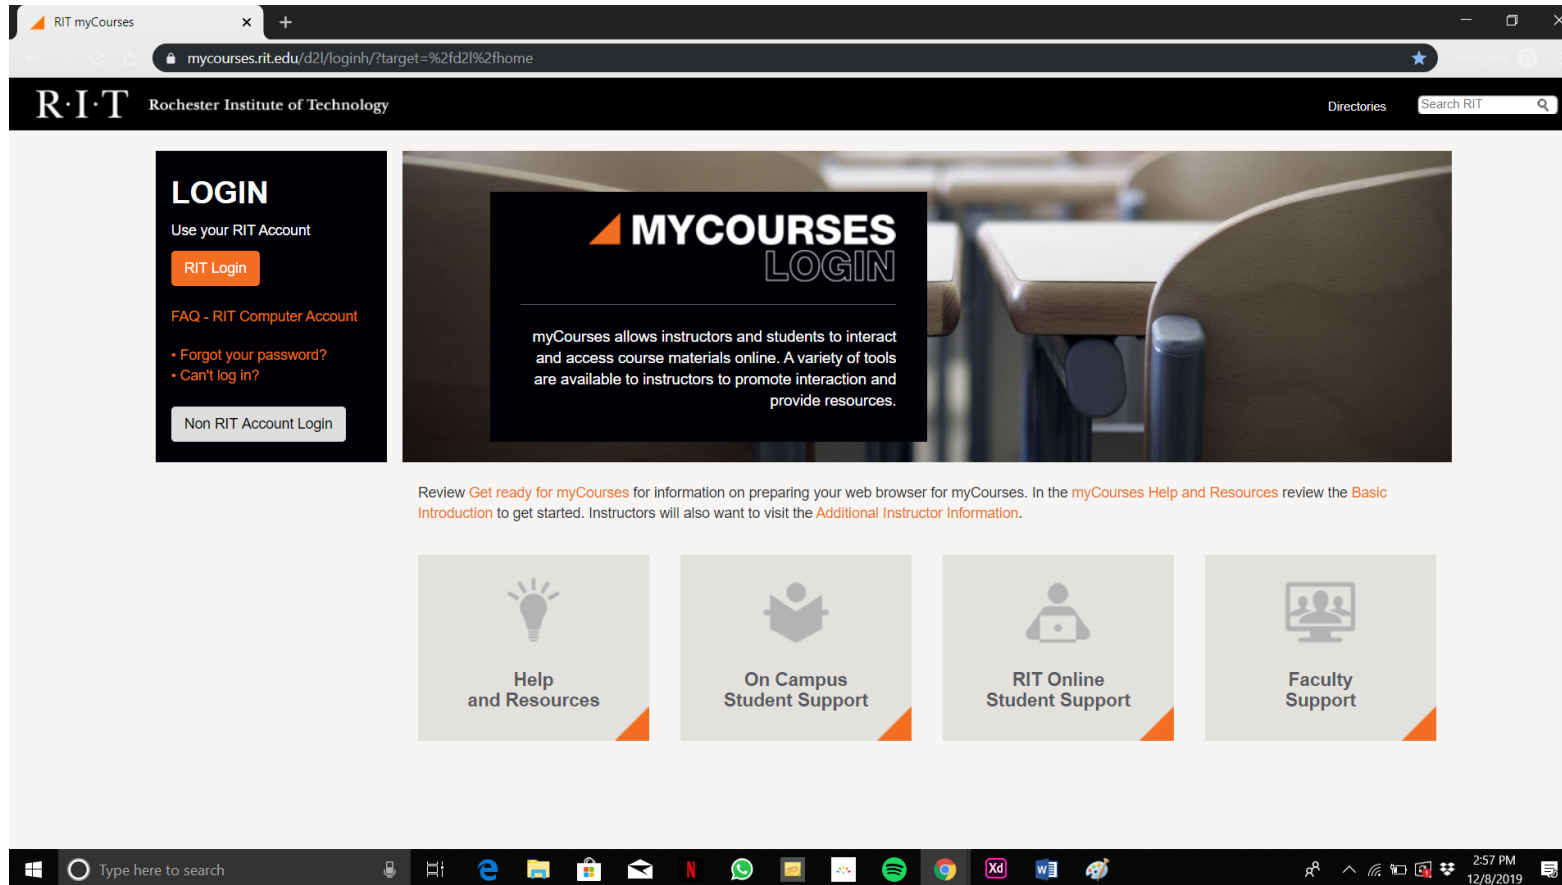 RIT myCourses
mycourses.rit.edu/d2l/loginh/?target=%2fd2l%2fhome
R·I·T Rochester Institute of Technology
Directories
Search RIT
LOGIN
Use your RIT Account
RIT Login
FAQ - RIT Computer Account
• Forgot your password?
• Can't log in?
Non RIT Account Login
MYCOURSES
LOGIN
myCourses allows instructors and students to interact
and access course materials online. A variety of tools
are available to instructors to promote interaction and
provide resources.
Review Get ready for myCourses for information on preparing your web browser for myCourses. In the myCourses Help and Resources review the Basic
Introduction to get started. Instructors will also want to visit the Additional Instructor Information.
Help
and Resources
On Campus
Student Support
RIT Online
Student Support
Faculty
Support
Type here to search
N
Xd
W
2:57 PM
12/8/2019